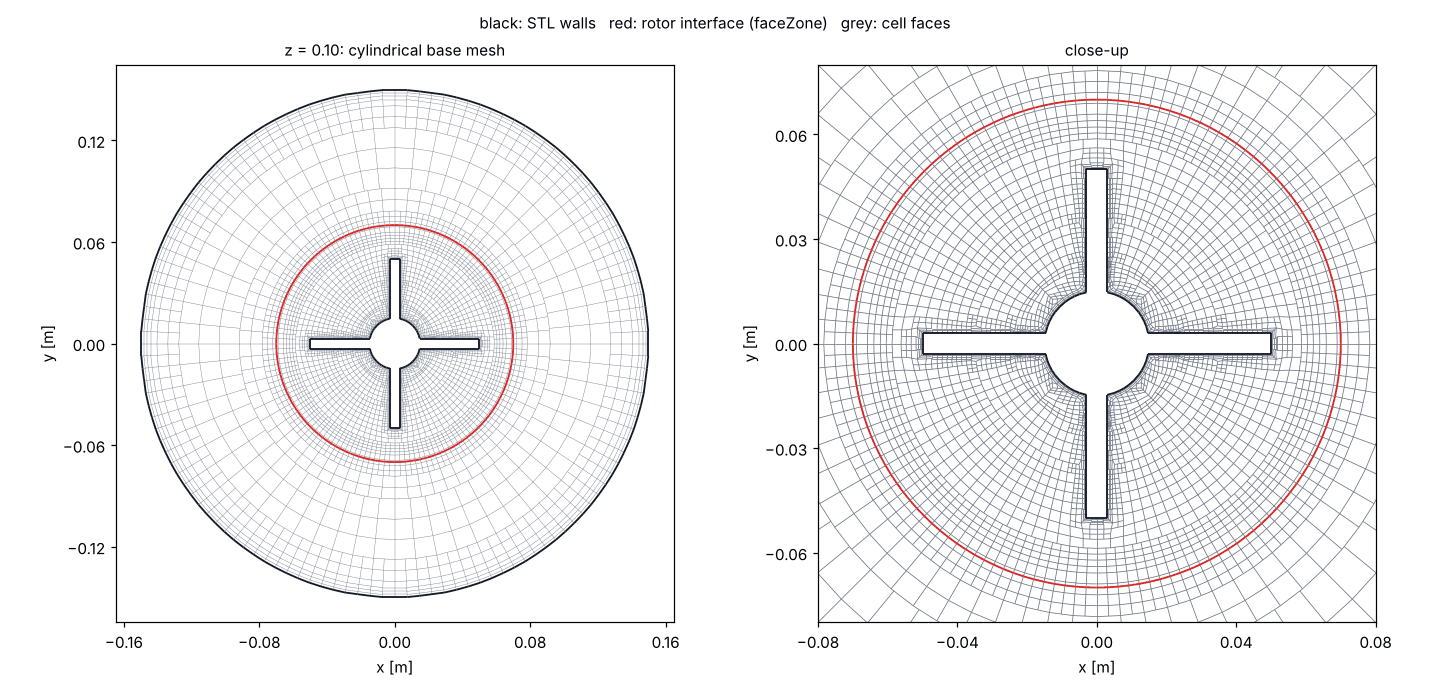 black: STL walls   red: rotor interface (faceZone)   grey: cell faces
z = 0.10: cylindrical base mesh
0.12
0.06
0.00
−0.06
−0.12
y [m]
−0.16
−0.08
0.00
0.08
0.16
x [m]
close-up
0.06
0.03
0.00
−0.03
−0.06
y [m]
−0.08
−0.04
0.00
0.04
0.08
x [m]